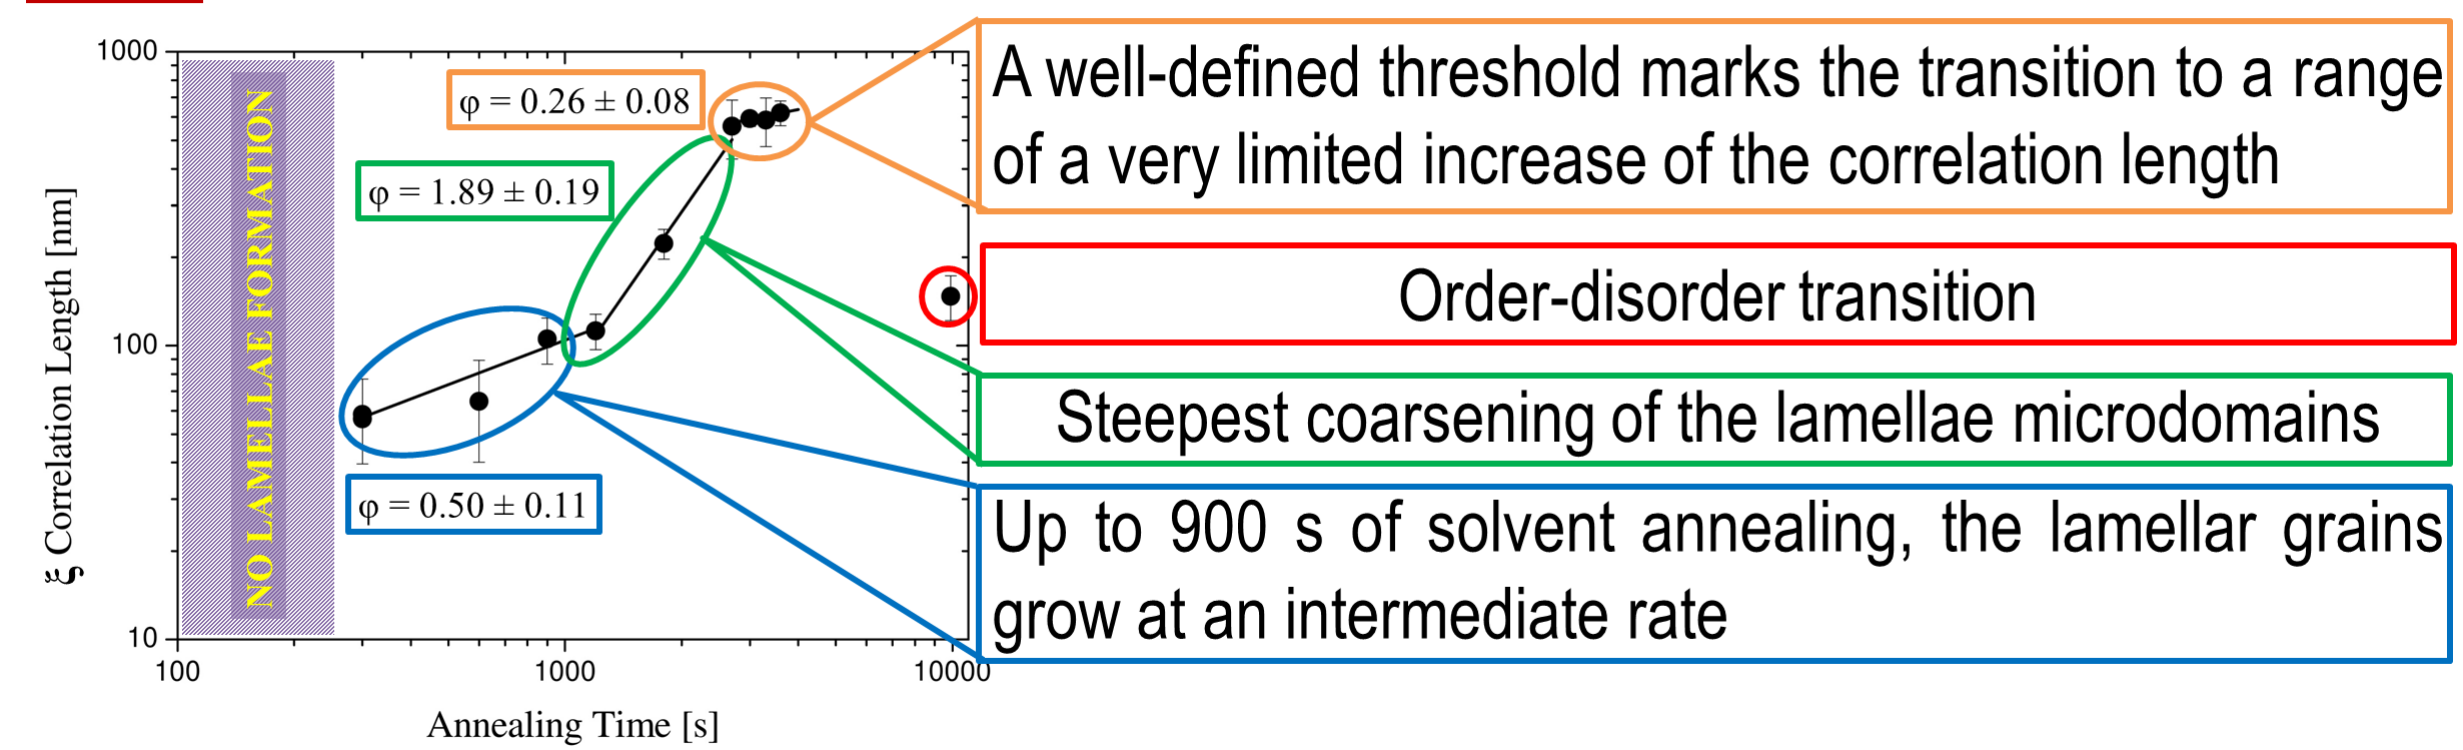 1000
100
10
100
1000
10000
ξ Correlation Length [nm]
Annealing Time [s]
NO LAMELLAE FORMATION
φ = 0.26 ± 0.08
φ = 1.89 ± 0.19
φ = 0.50 ± 0.11
A well-defined threshold marks the transition to a range
of a very limited increase of the correlation length
Order-disorder transition
Steepest coarsening of the lamellae microdomains
Up to 900 s of solvent annealing, the lamellar grains
grow at an intermediate rate